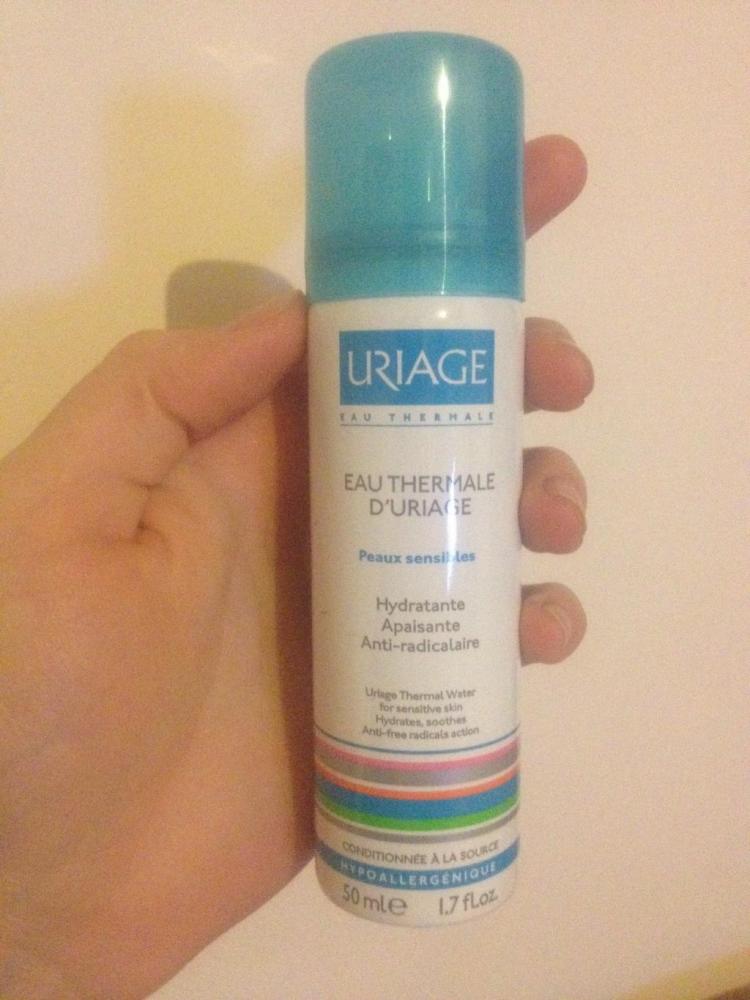 URIAGE
EAU THERMALE
EAU THERMALE
D'URIAGE
Peaux sensibles
Hydratante
Apaisante
Anti-radicalaire
Uriage Thermal Water
for sensitive skin
Hydrates, soothes
Anti-free radicals action
CONDITIONNÉE À LA SOURCE
HYPOALLERGÉNIQUE
50 ml e 1.7 fl.oz.